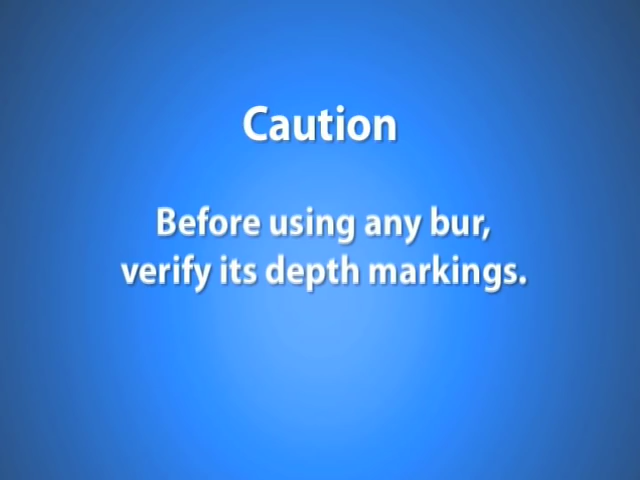 Caution
Before using any bur,
verify its depth markings.